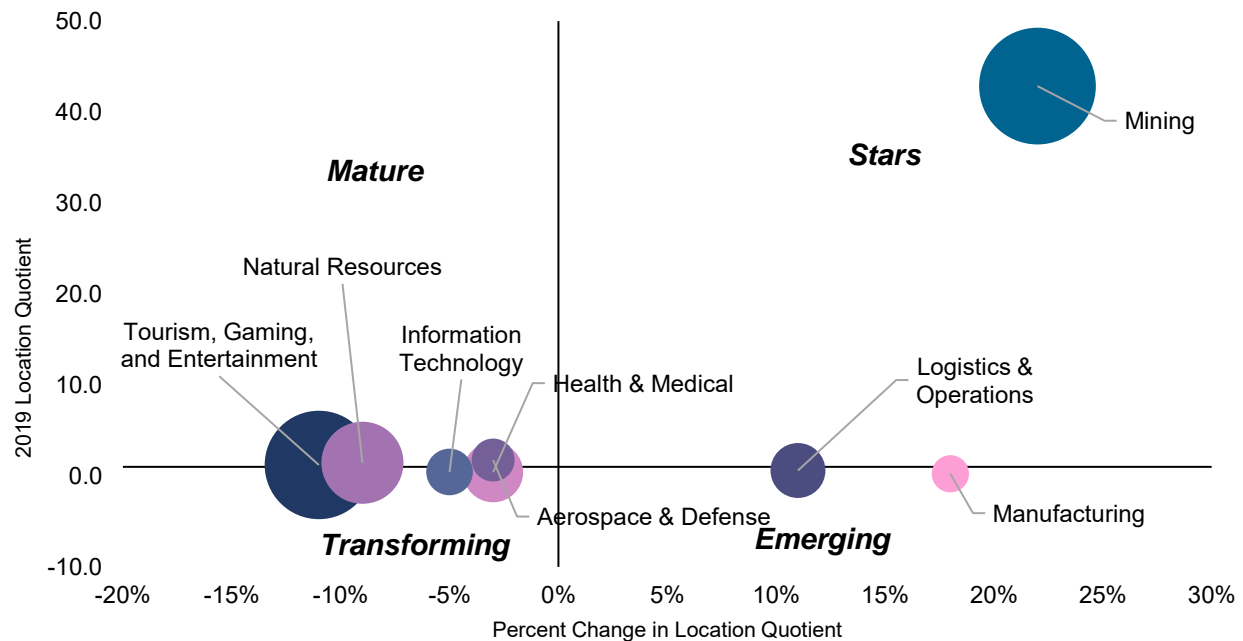 50.0
40.0
30.0
20.0
10.0
0.0
-10.0
2019 Location Quotient
Mining
Stars
Mature
Natural Resources
Tourism, Gaming,
and Entertainment
Information
Technology
Health & Medical
Logistics &
Operations
Aerospace & Defense
Manufacturing
Transforming
Emerging
-20% -15% -10% -5% 0% 5% 10% 15% 20% 25% 30%
Percent Change in Location Quotient